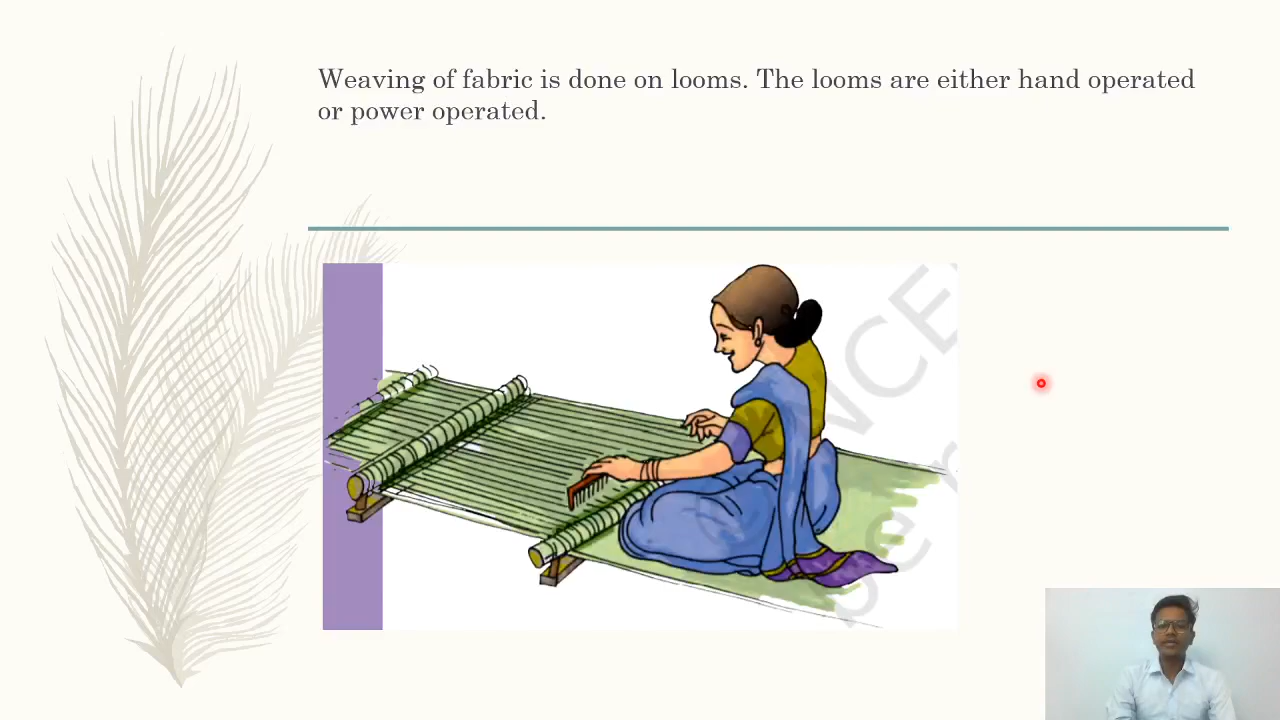 Weaving of fabric is done on looms. The looms are either hand operated
or power operated.